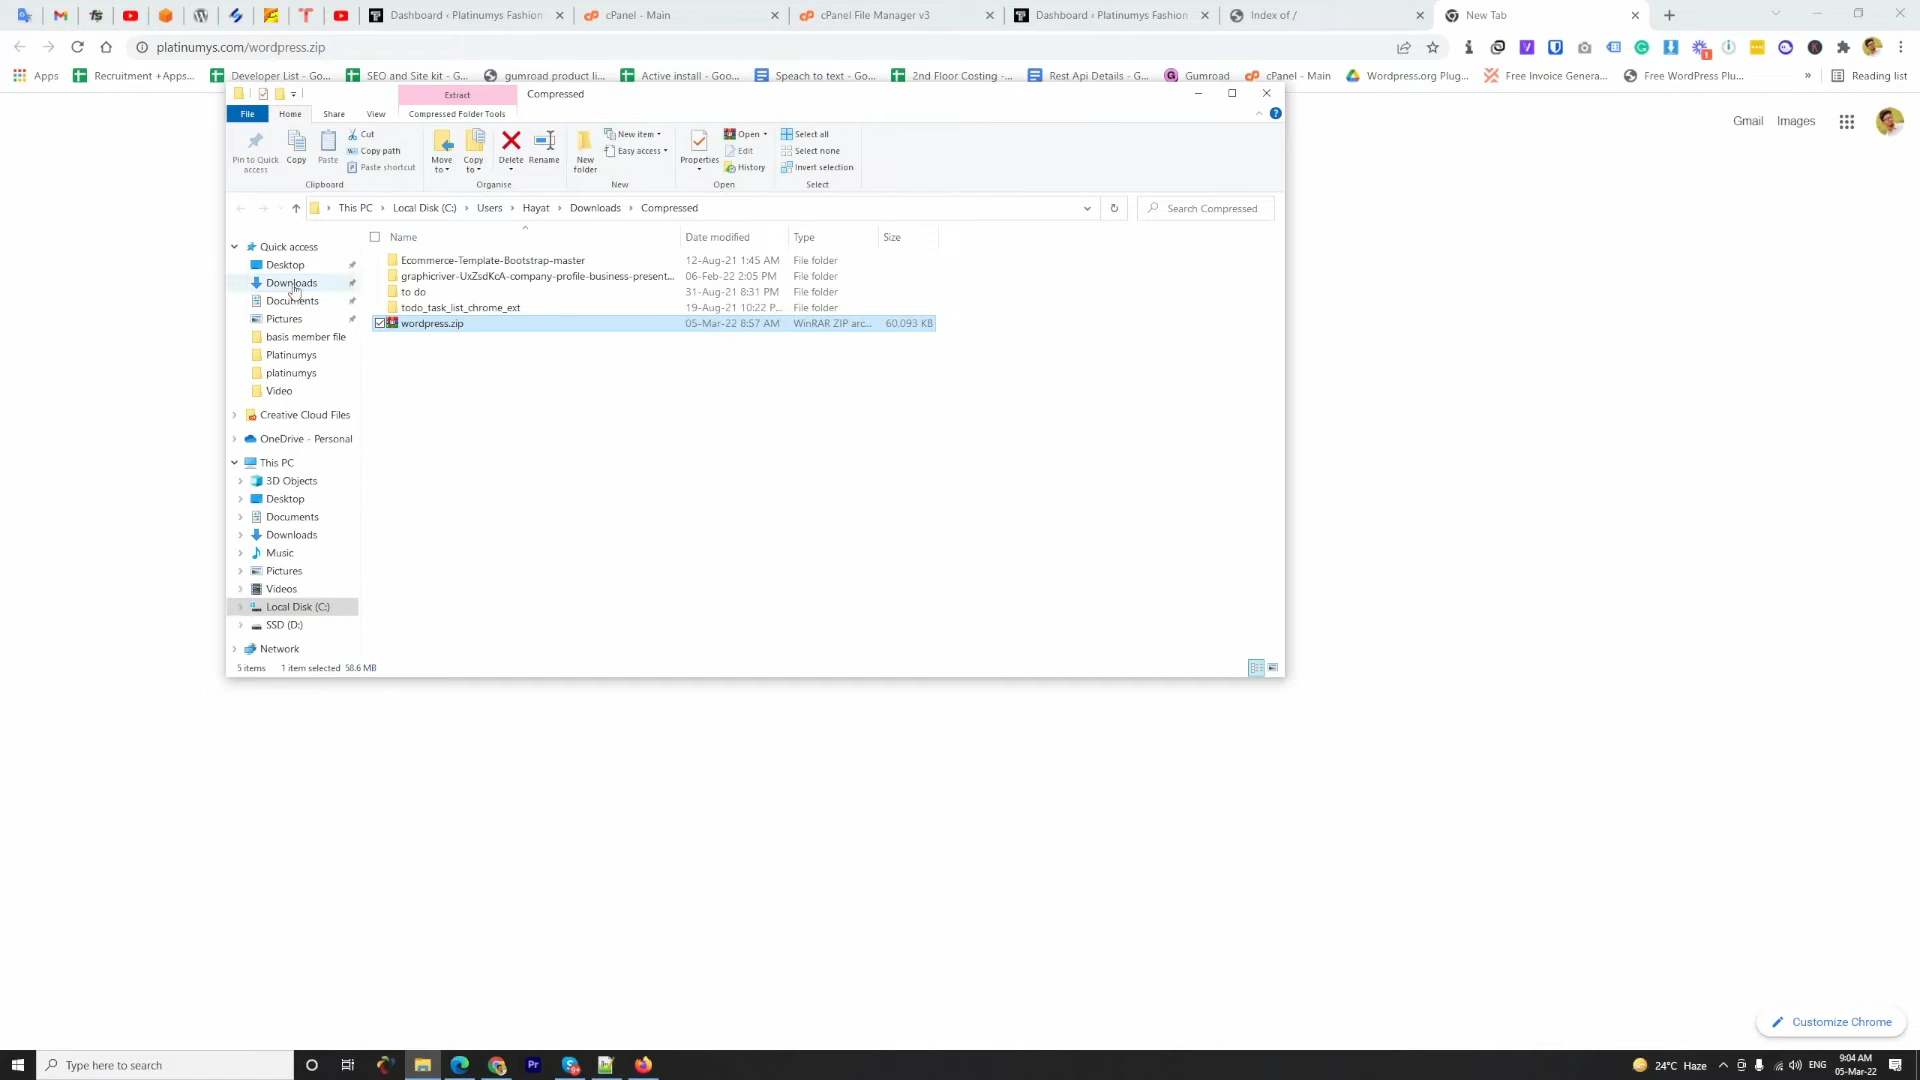 Dashboard ‹ Platinumys Fashion
cPanel - Main
cPanel File Manager v3
Dashboard ‹ Platinumys Fashion
Index of /
New Tab
platinumys.com/wordpress.zip
Apps
Recruitment +Apps...
Developer List - Go...
SEO and Site kit - G...
gumroad product li...
Active install - Goo...
Speach to text - Go...
2nd Floor Costing -...
Rest Api Details - G...
Gumroad
cPanel - Main
Wordpress.org Plug...
Free Invoice Genera...
Free WordPress Plu...
»
Reading list
Gmail
Images
Extract
Compressed
File
Home
Share
View
Compressed Folder Tools
Pin to Quick access
Copy
Paste
Cut
Copy path
Paste shortcut
Move to
Copy to
Delete
Rename
New folder
New item
Easy access
Properties
Open
Edit
History
Select all
Select none
Invert selection
Clipboard
Organise
New
Open
Select
This PC
Local Disk (C:)
Users
Hayat
Downloads
Compressed
Search Compressed
Name
Date modified
Type
Size
Ecommerce-Template-Bootstrap-master 12-Aug-21 1:45 AM File folder
graphicriver-UxZsdKcA-company-profile-business-present... 06-Feb-22 2:05 PM File folder
to do 31-Aug-21 8:31 PM File folder
todo_task_list_chrome_ext 19-Aug-21 10:22 P... File folder
wordpress.zip 05-Mar-22 8:57 AM WinRAR ZIP arc... 60,093 KB
Quick access
Desktop
Downloads
Documents
Pictures
basis member file
Platinumys
platinumys
Video
Creative Cloud Files
OneDrive - Personal
This PC
3D Objects
Desktop
Documents
Downloads
Music
Pictures
Videos
Local Disk (C:)
SSD (D:)
Network
5 items 1 item selected 58.6 MB
Customize Chrome
Type here to search
Pr
24°C Haze
ENG
9:04 AM
05-Mar-22